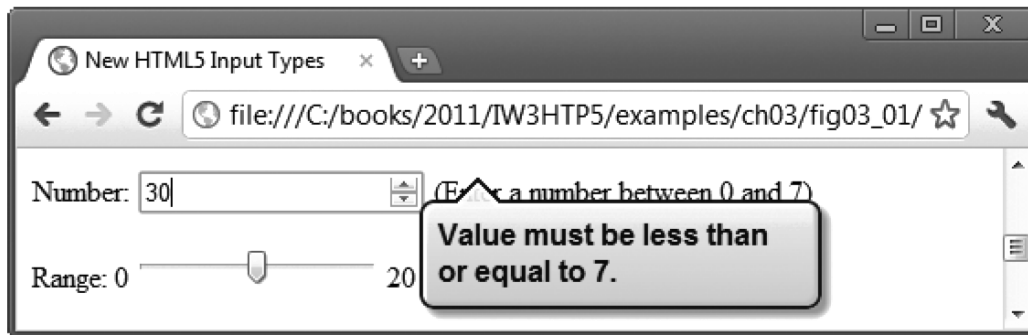 New HTML5 Input Types
file:///C:/books/2011/IW3HTP5/examples/ch03/fig03_01/
Number: 30 (Enter a number between 0 and 7)
Value must be less than
or equal to 7.
Range: 0 20